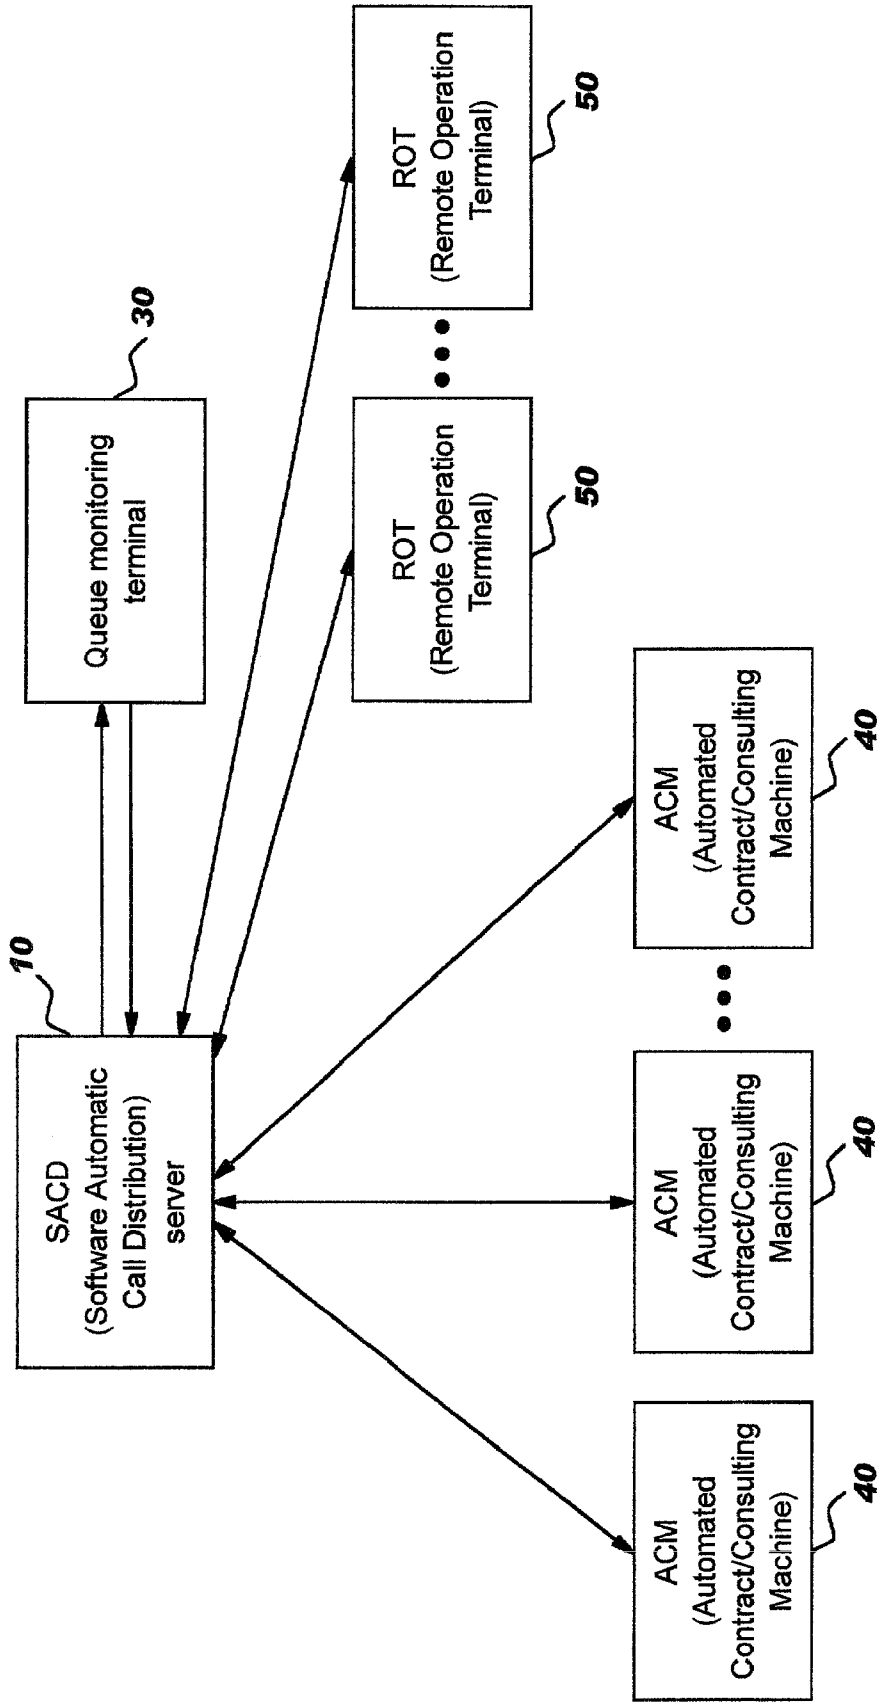 10
SACD
(Software Automatic
Call Distribution)
server
Queue monitoring
terminal
30
ROT
(Remote Operation
Terminal)
50
ROT
(Remote Operation
Terminal)
50
ACM
(Automated
Contract/Consulting
Machine)
40
ACM
(Automated
Contract/Consulting
Machine)
40
ACM
(Automated
Contract/Consulting
Machine)
40